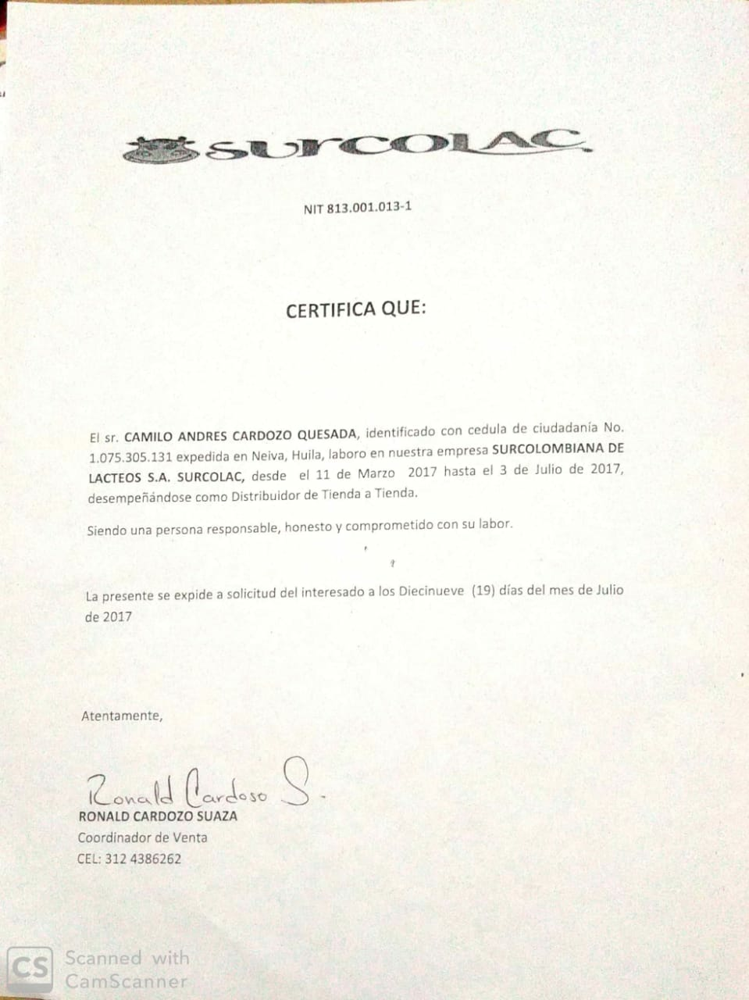 SURCOLAC
NIT 813.001.013-1
CERTIFICA QUE:
El sr. CAMILO ANDRES CARDOZO QUESADA, identificado con cedula de ciudadanía No.
1.075.305.131 expedida en Neiva, Huila, laboro en nuestra empresa SURCOLOMBIANA DE
LACTEOS S.A. SURCOLAC, desde el 11 de Marzo 2017 hasta el 3 de Julio de 2017,
desempeñándose como Distribuidor de Tienda a Tienda.
Siendo una persona responsable, honesto y comprometido con su labor.
La presente se expide a solicitud del interesado a los Diecinueve (19) días del mes de Julio
de 2017
Atentamente,
Ronald Cardoso S.
RONALD CARDOZO SUAZA
Coordinador de Venta
CEL: 312 4386262
CS Scanned with
CamScanner